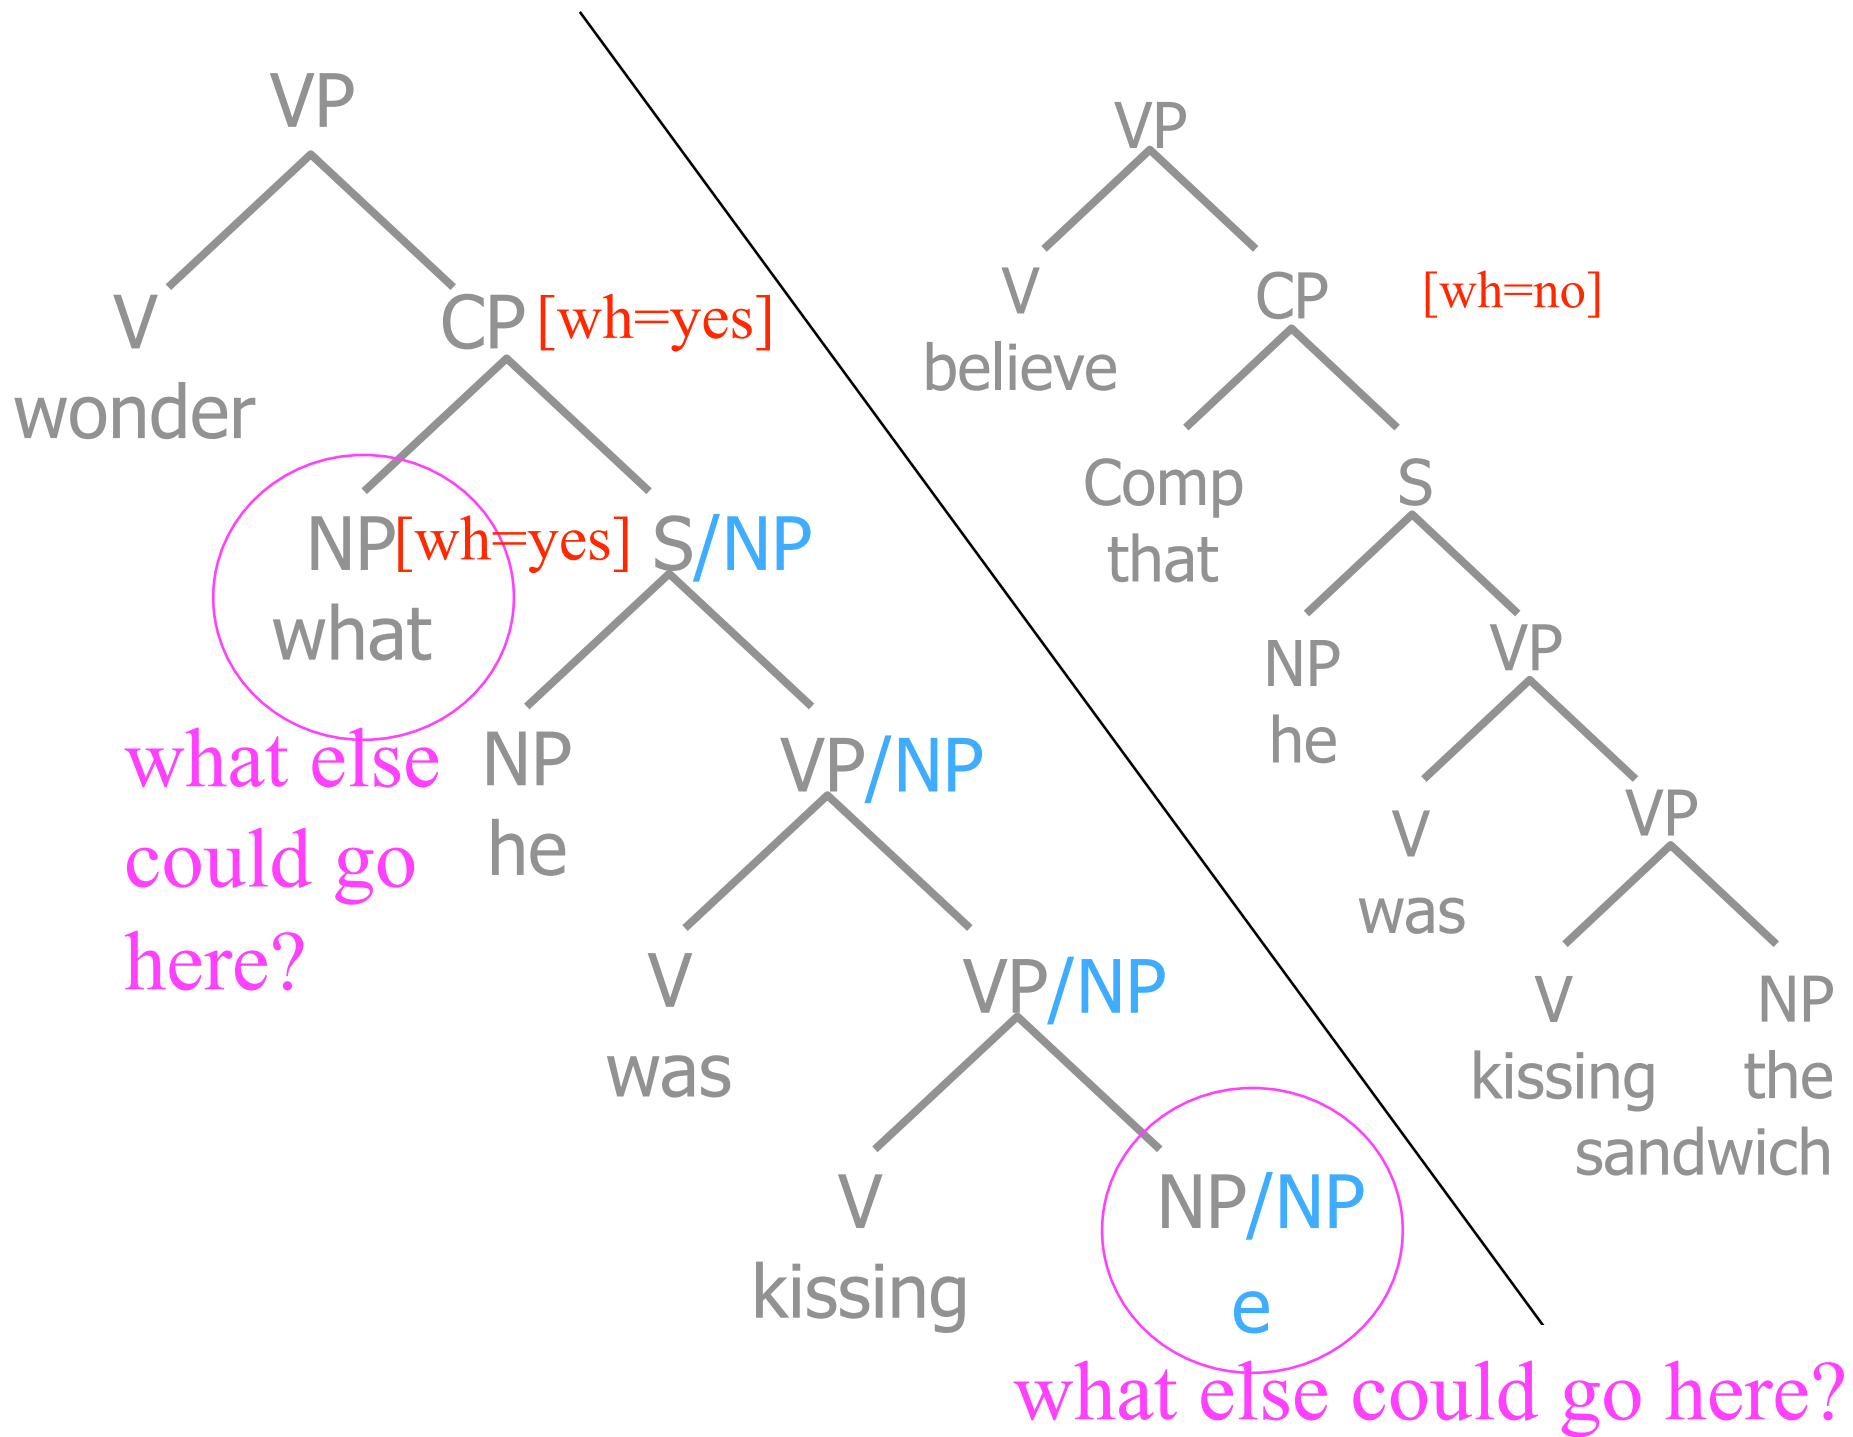 VP
V
wonder
CP [wh=yes]
NP[wh=yes]
what
S/NP
what else
could go
here?
NP
he
VP/NP
V
was
VP/NP
V
kissing
NP/NP
e
what else could go here?
VP
V
believe
CP [wh=no]
Comp
that
S
NP
he
VP
V
was
VP
V
kissing
NP
the
sandwich